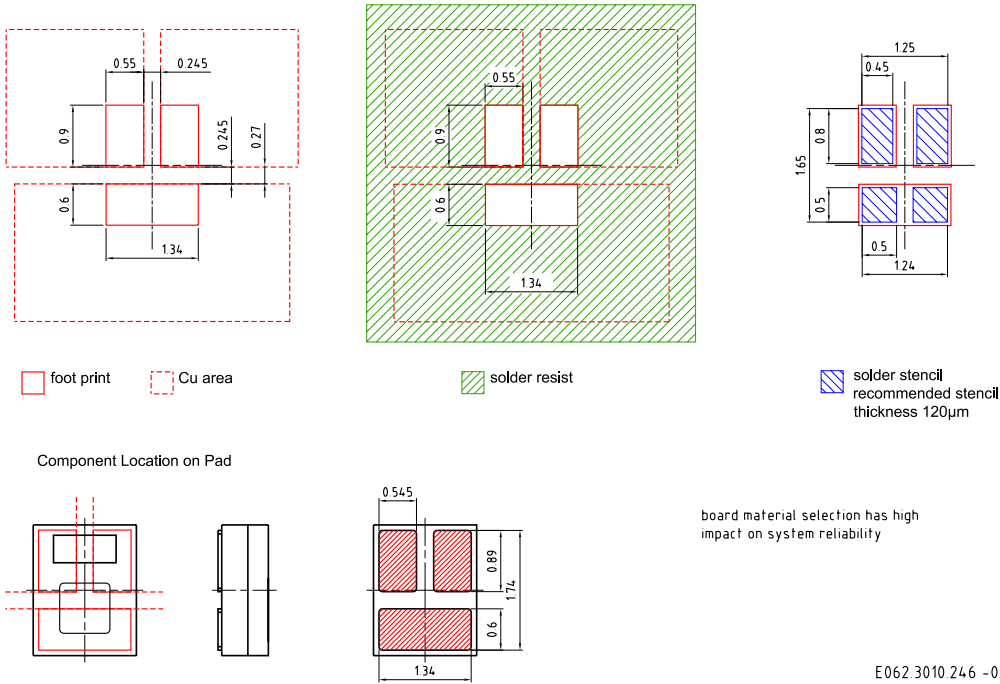 0.55
0.245
0.9
0.245
0.27
0.6
1.34
0.55
0.9
0.6
1.34
1.25
0.45
1.65
0.8
0.5
0.5
1.24
foot print
Cu area
solder resist
solder stencil
recommended stencil
thickness 120µm
Component Location on Pad
0.545
0.89
1.74
0.6
1.34
board material selection has high
impact on system reliability
E062.3010.246 -0